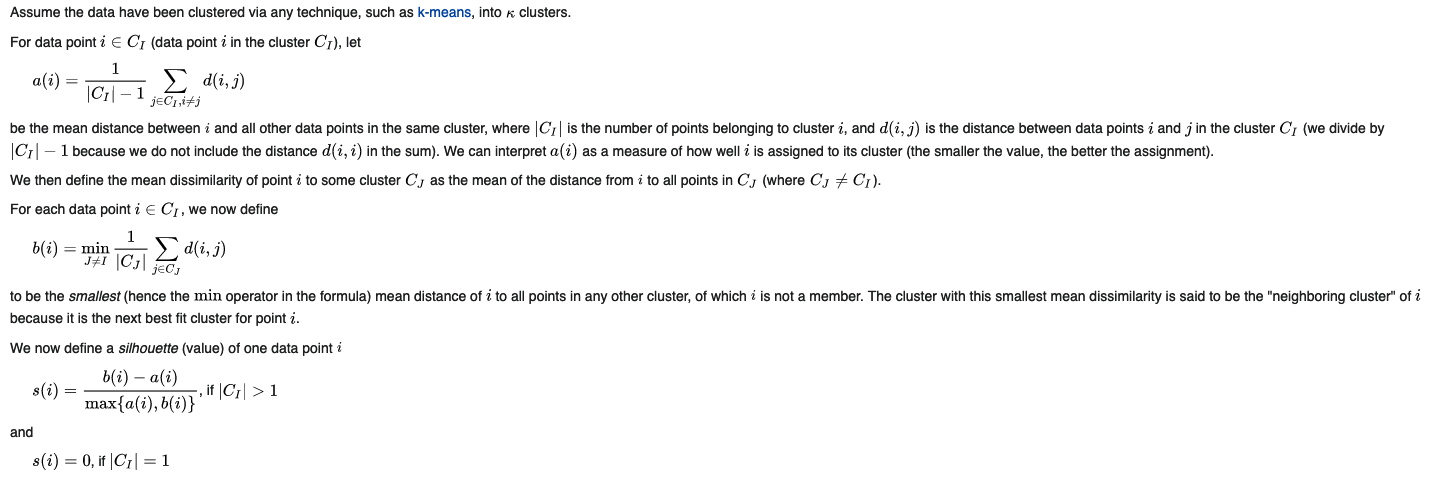 Assume the data have been clustered via any technique, such as k-means, into κ clusters.
For data point i ∈ C_I (data point i in the cluster C_I), let
a(i) = \frac{1}{|C_I| − 1} \sum_{j∈C_I, i≠j} d(i, j)
be the mean distance between i and all other data points in the same cluster, where |C_I| is the number of points belonging to cluster i, and d(i, j) is the distance between data points i and j in the cluster C_I (we divide by
|C_I| − 1 because we do not include the distance d(i, i) in the sum). We can interpret a(i) as a measure of how well i is assigned to its cluster (the smaller the value, the better the assignment).
We then define the mean dissimilarity of point i to some cluster C_J as the mean of the distance from i to all points in C_J (where C_J ≠ C_I).
For each data point i ∈ C_I, we now define
b(i) = \min_{J≠I} \frac{1}{|C_J|} \sum_{j∈C_J} d(i, j)
to be the smallest (hence the min operator in the formula) mean distance of i to all points in any other cluster, of which i is not a member. The cluster with this smallest mean dissimilarity is said to be the "neighboring cluster" of i
because it is the next best fit cluster for point i.
We now define a silhouette (value) of one data point i
s(i) = \frac{b(i) − a(i)}{\max\{a(i), b(i)\}}, if |C_I| > 1
and
s(i) = 0, if |C_I| = 1